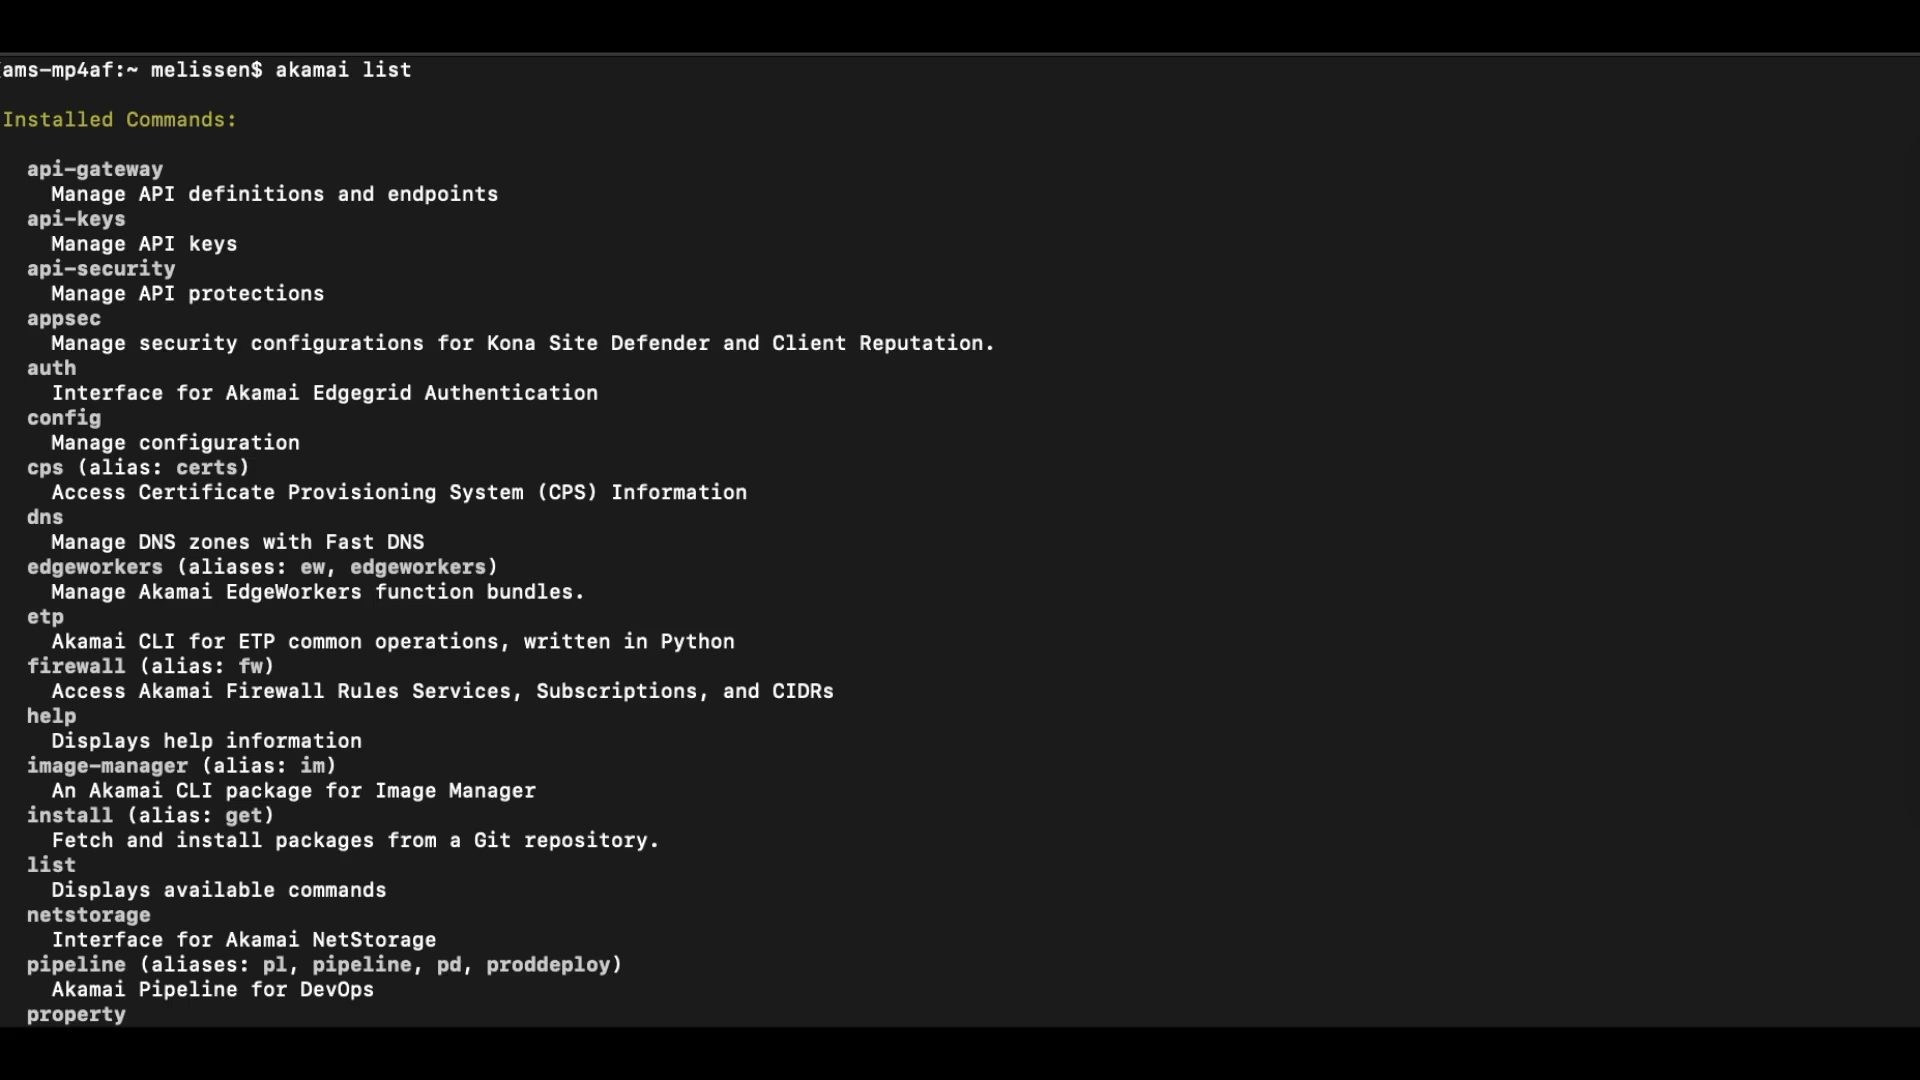 ams-mp4af:~ melissen$ akamai list
Installed Commands:
api-gateway
Manage API definitions and endpoints
api-keys
Manage API keys
api-security
Manage API protections
appsec
Manage security configurations for Kona Site Defender and Client Reputation.
auth
Interface for Akamai Edgegrid Authentication
config
Manage configuration
cps (alias: certs)
Access Certificate Provisioning System (CPS) Information
dns
Manage DNS zones with Fast DNS
edgeworkers (aliases: ew, edgeworkers)
Manage Akamai EdgeWorkers function bundles.
etp
Akamai CLI for ETP common operations, written in Python
firewall (alias: fw)
Access Akamai Firewall Rules Services, Subscriptions, and CIDRs
help
Displays help information
image-manager (alias: im)
An Akamai CLI package for Image Manager
install (alias: get)
Fetch and install packages from a Git repository.
list
Displays available commands
netstorage
Interface for Akamai NetStorage
pipeline (aliases: pl, pipeline, pd, proddeploy)
Akamai Pipeline for DevOps
property